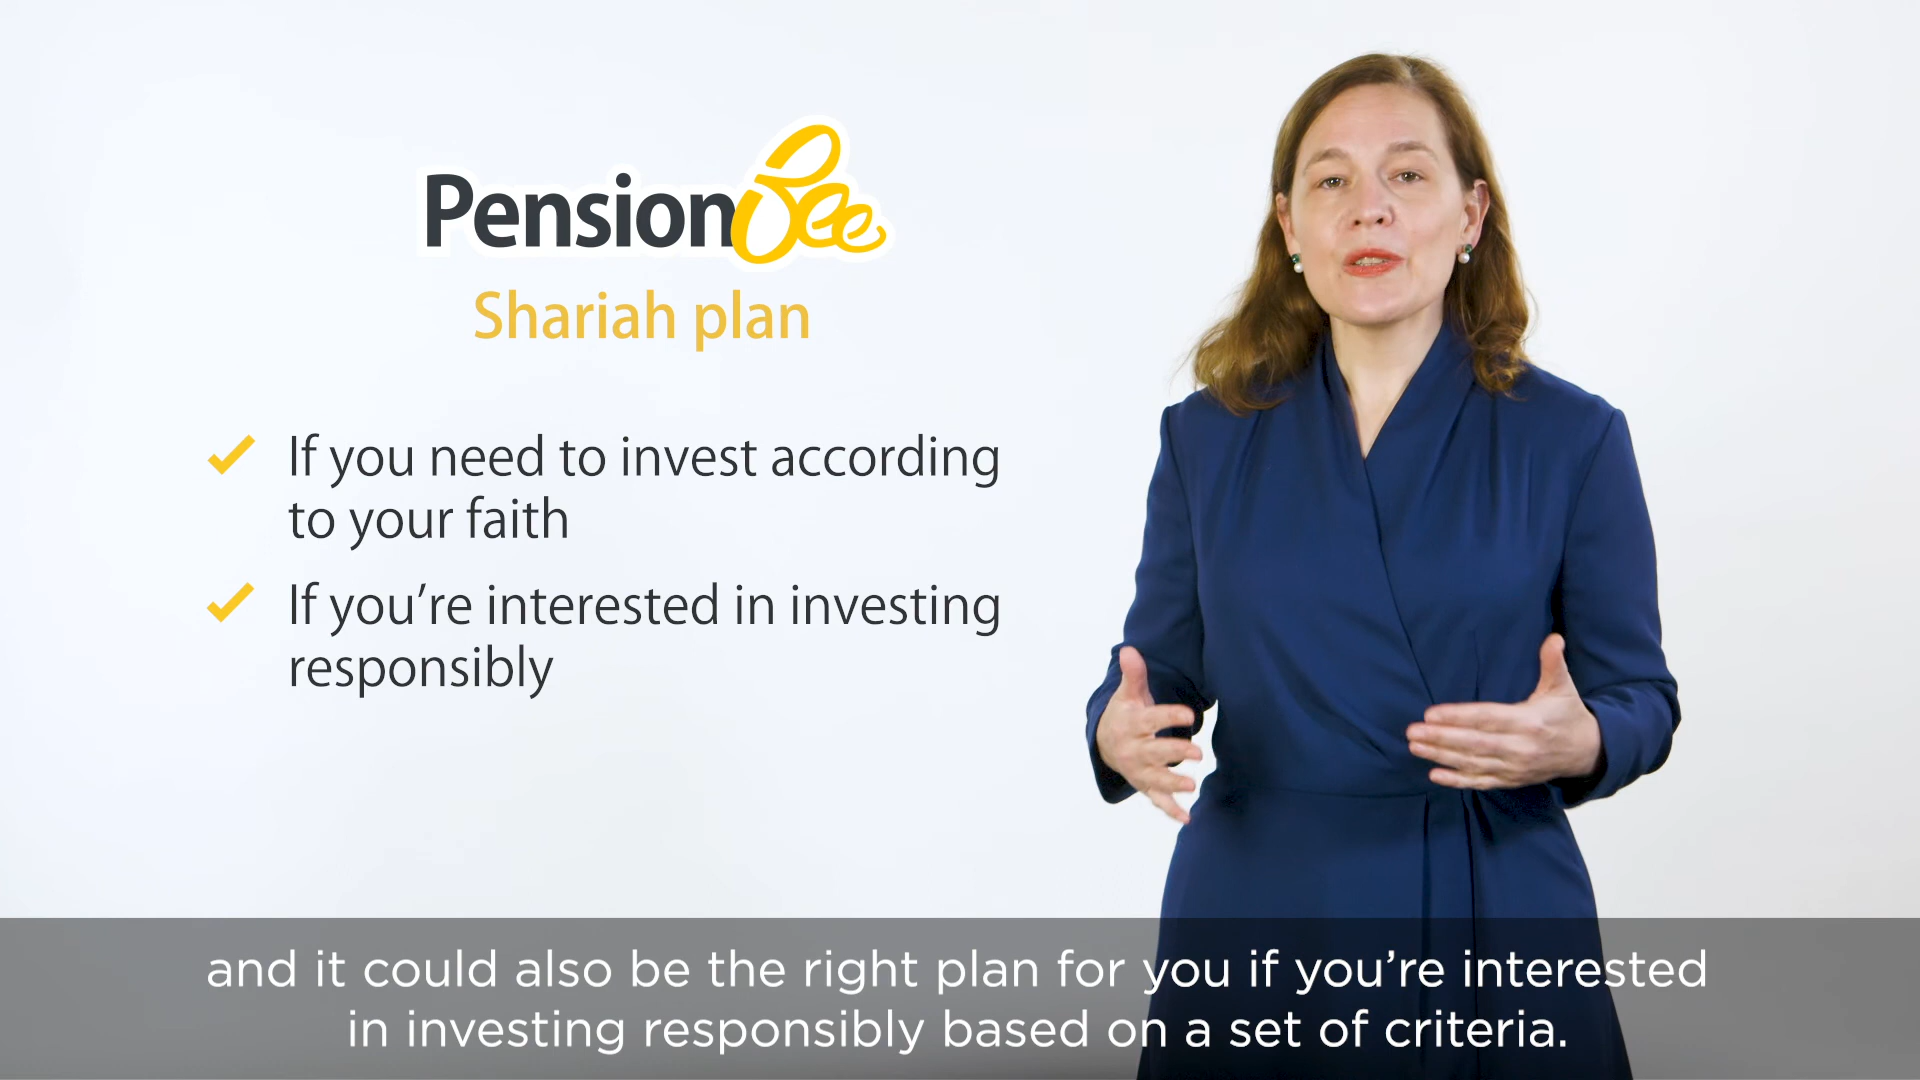 PensionBee
Shariah plan
If you need to invest according
to your faith
If you’re interested in investing
responsibly
and it could also be the right plan for you if you’re interested
in investing responsibly based on a set of criteria.